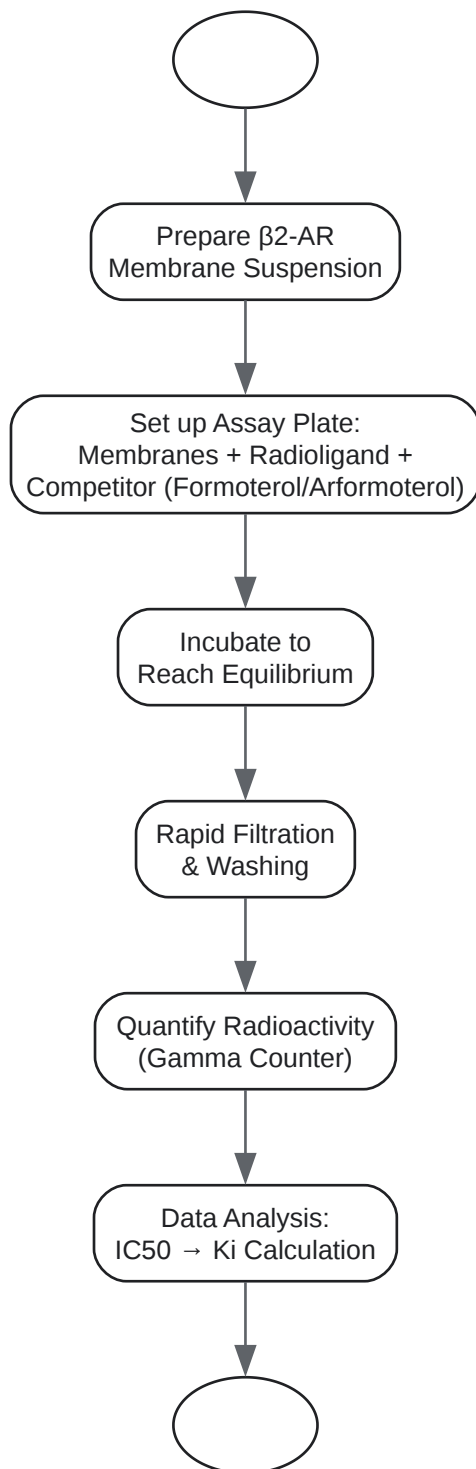 Prepare β2-AR
Membrane Suspension
Set up Assay Plate:
Membranes + Radioligand +
Competitor (Formoterol/Arformoterol)
Incubate to
Reach Equilibrium
Rapid Filtration
& Washing
Quantify Radioactivity
(Gamma Counter)
Data Analysis:
IC50 → Ki Calculation